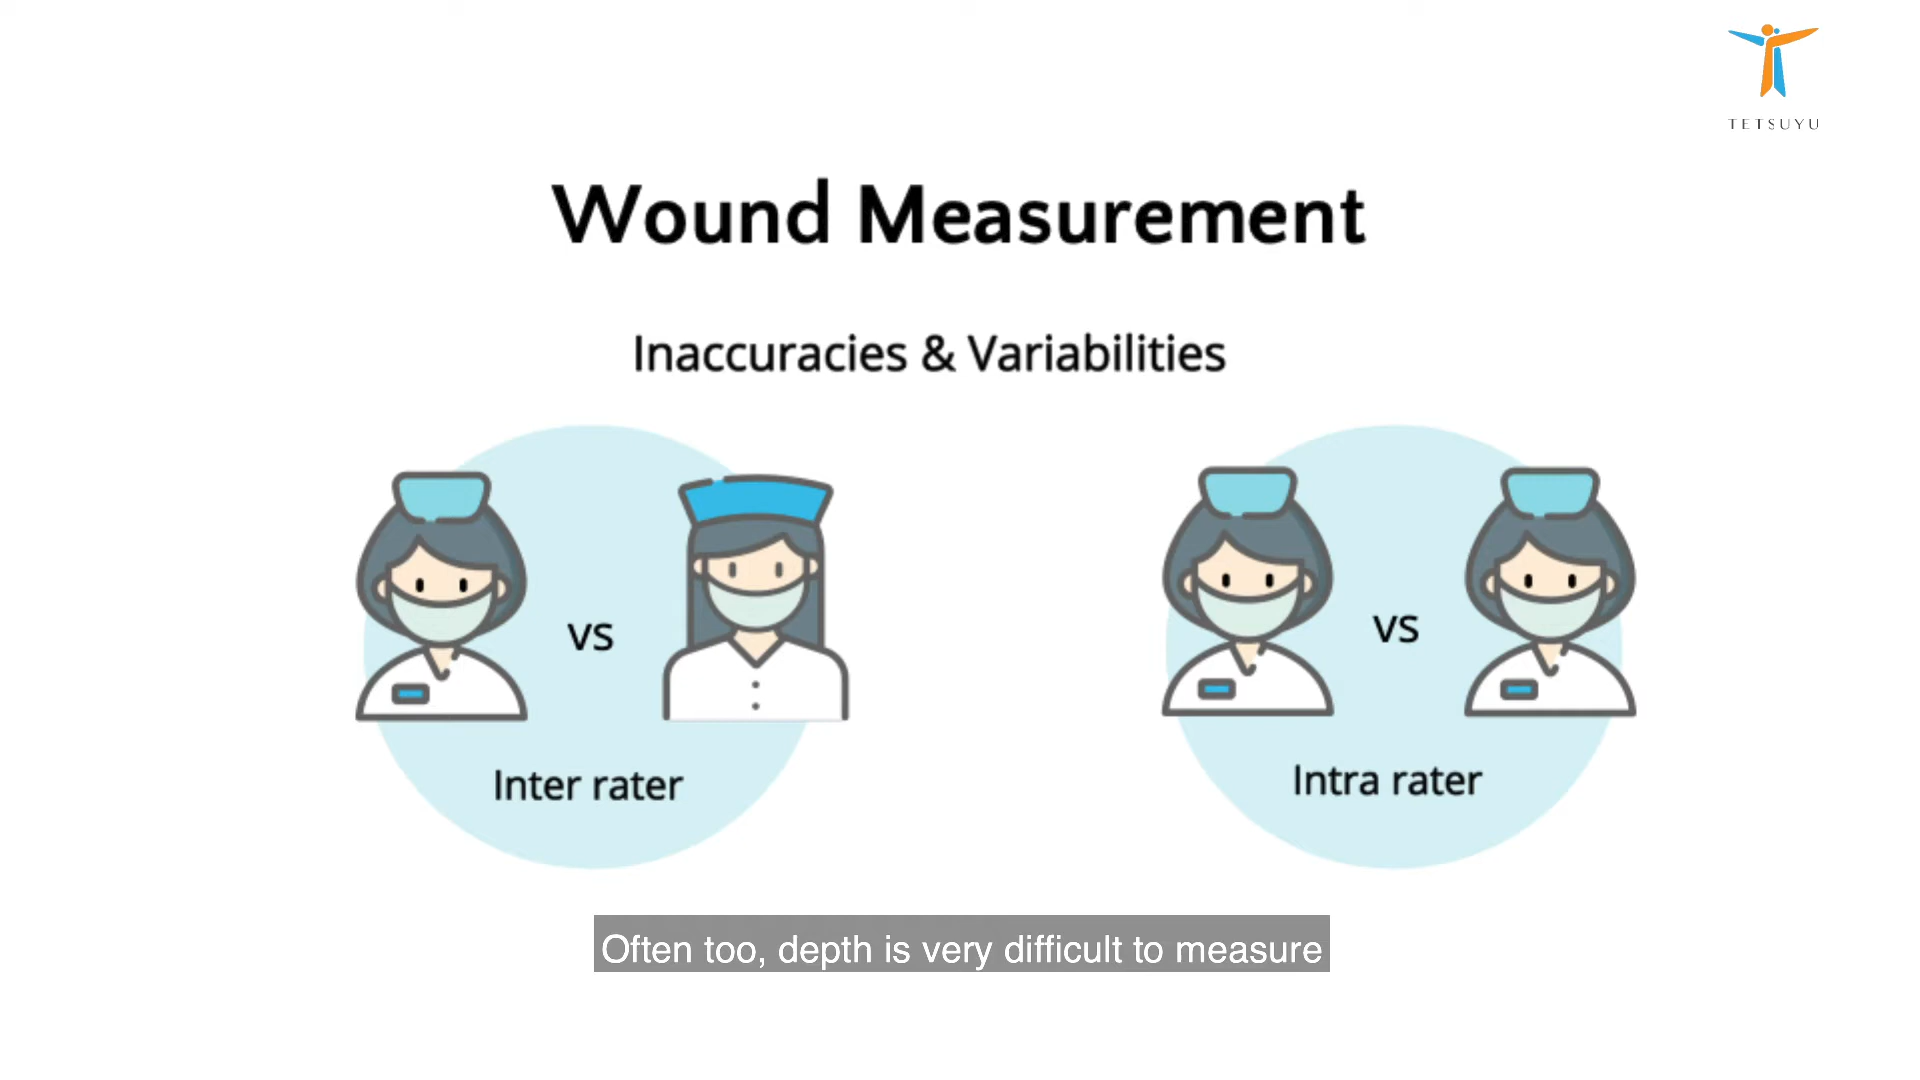 TETSUYU
Wound Measurement
Inaccuracies & Variabilities
vs
vs
Inter rater
Intra rater
Often too, depth is very difficult to measure